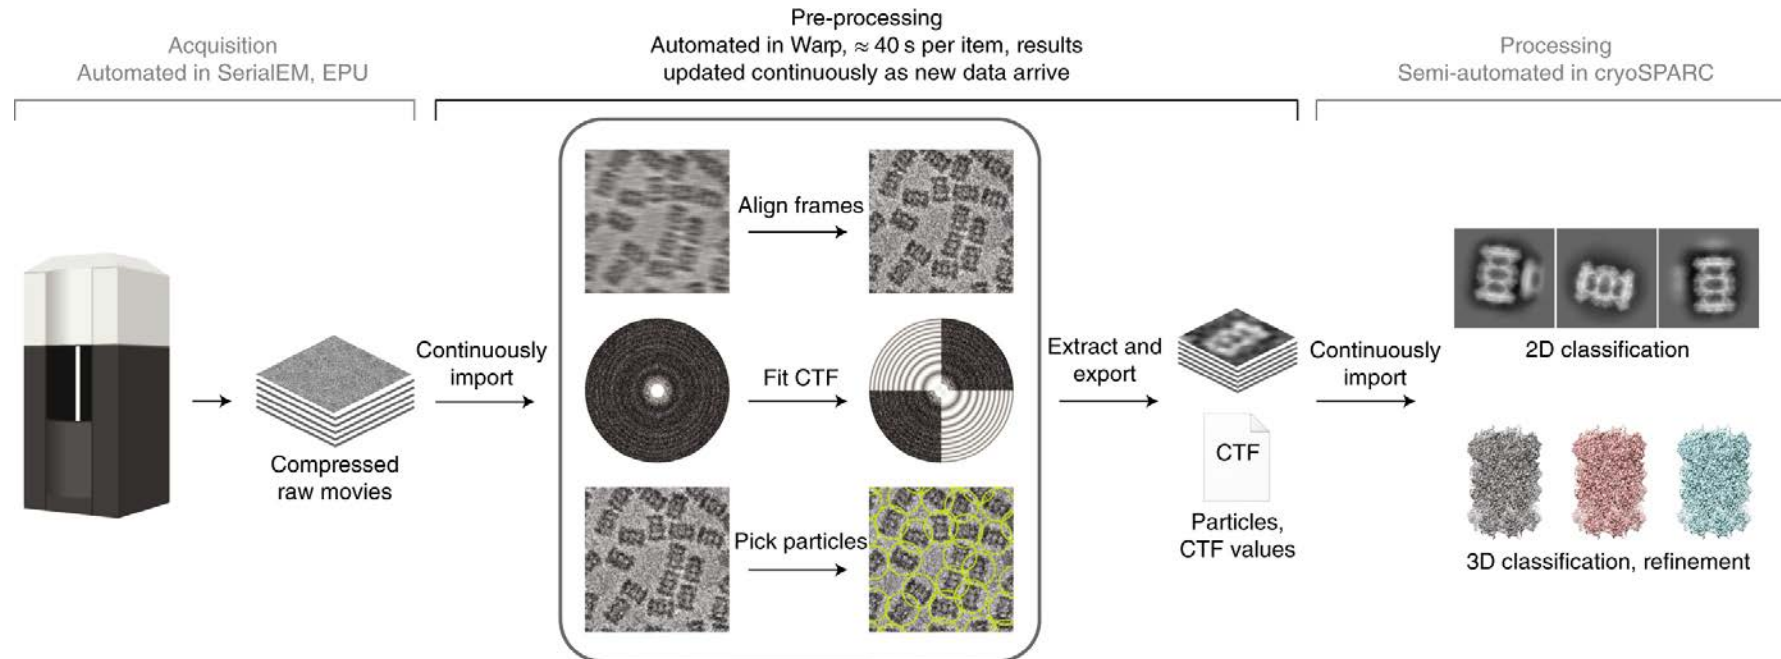 Acquisition
Automated in SerialEM, EPU
Pre-processing
Automated in Warp, ≈ 40 s per item, results
updated continuously as new data arrive
Processing
Semi-automated in cryoSPARC
Compressed
raw movies
Continuously
import
Align frames
Fit CTF
Pick particles
Extract and
export
CTF
Particles,
CTF values
Continuously
import
2D classification
3D classification, refinement